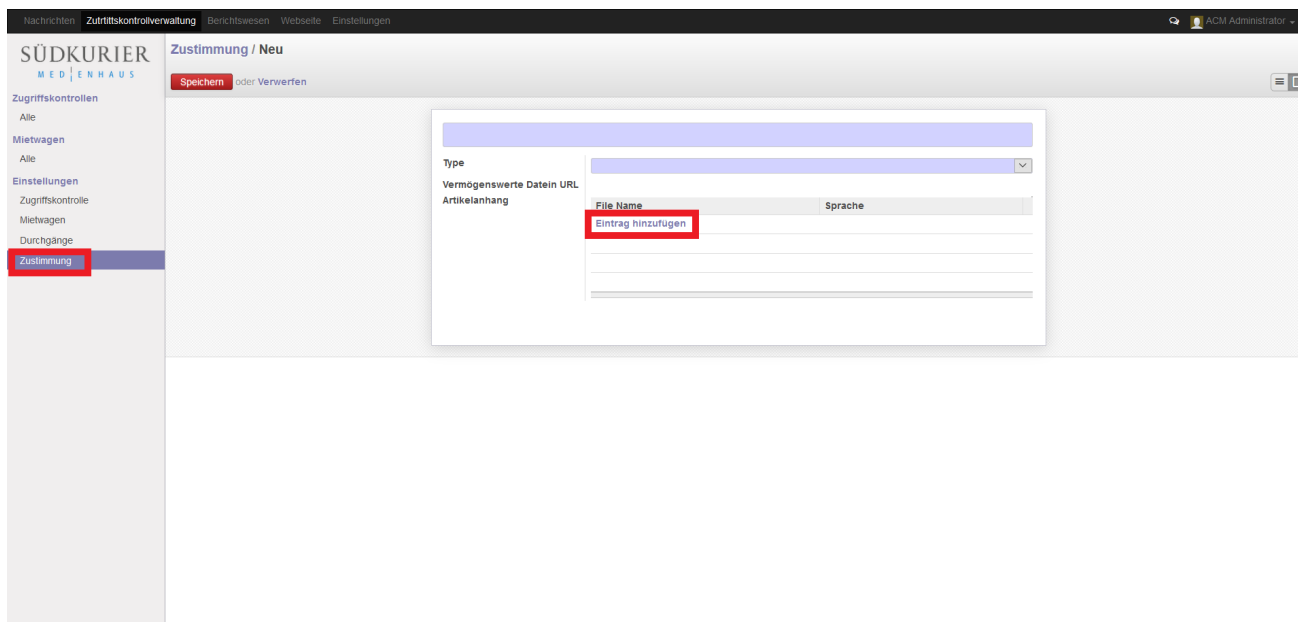 Nachrichten Zutrtittskontrollverwaltung Berichtswesen Webseite Einstellungen ACM Administrator
SÜDKURIER
MEDIENHAUS
Zustimmung / Neu
Speichern oder Verwerfen
Zugriffskontrollen
Alle
Mietwagen
Alle
Einstellungen
Zugriffskontrolle
Mietwagen
Durchgänge
Zustimmung
Type
Vermögenswerte Datein URL
Artikelanhang
File Name Sprache
Eintrag hinzufügen